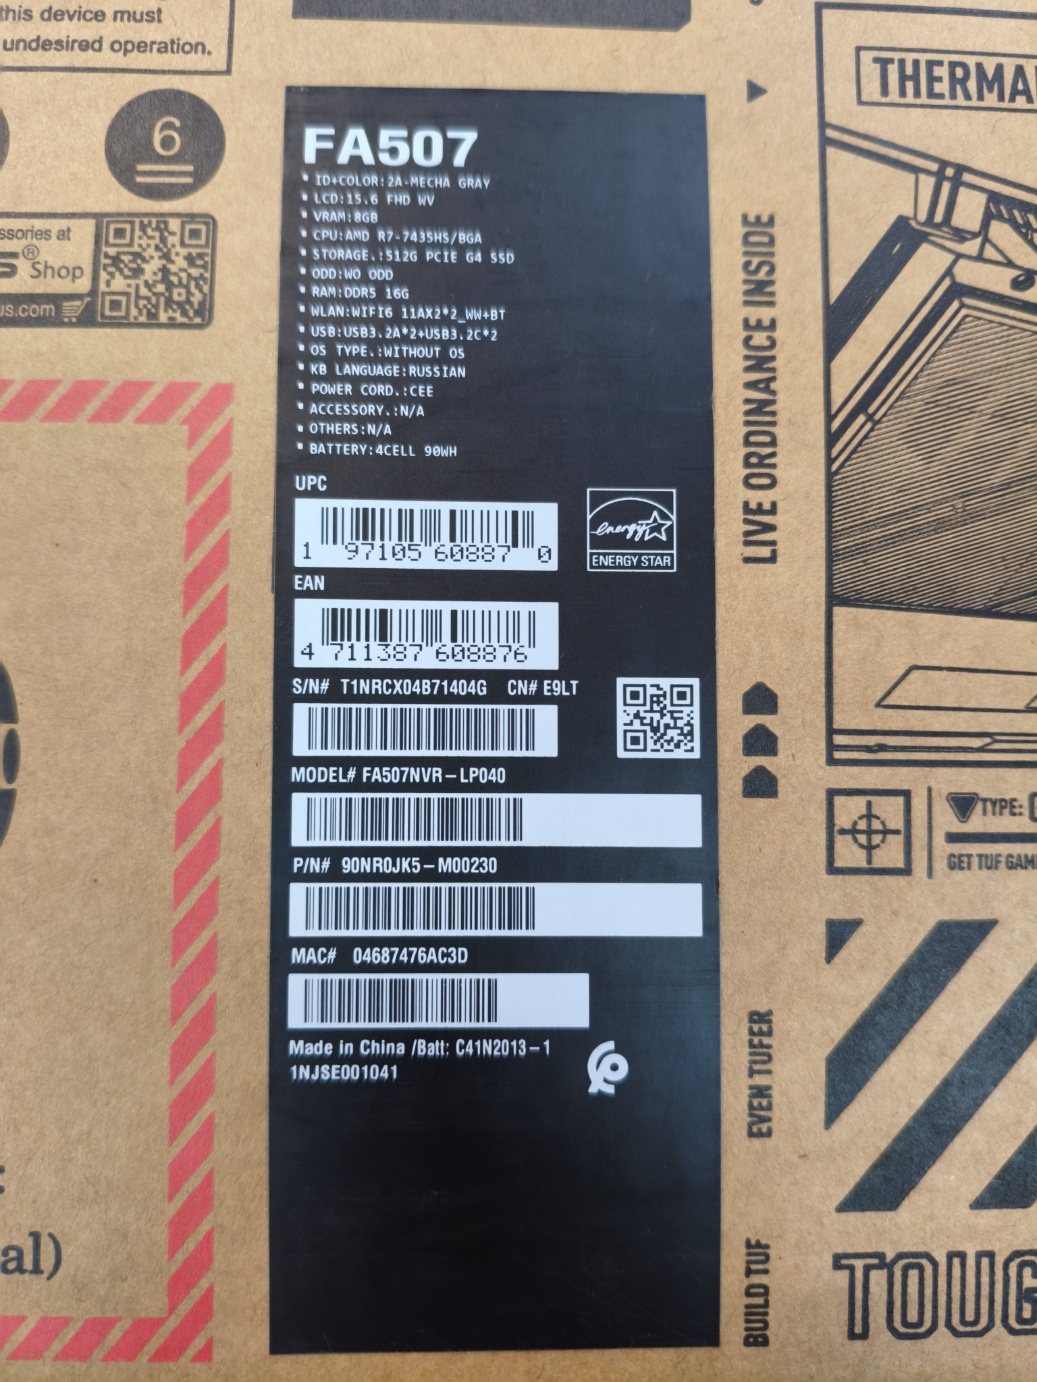 this device must
undesired operation.
6
ssories at
S® Shop
us.com
FA507
ID+COLOR:2A-MECHA GRAY
LCD:15.6 FHD WV
VRAM:8GB
CPU:AMD R7-7435HS/BGA
STORAGE.:512G PCIE G4 SSD
ODD:WO ODD
RAM:DDR5 16G
WLAN:WIFI6 11AX2*2_WW+BT
USB:USB3.2A*2+USB3.2C*2
OS TYPE.:WITHOUT OS
KB LANGUAGE:RUSSIAN
POWER CORD.:CEE
ACCESSORY.:N/A
OTHERS:N/A
BATTERY:4CELL 90WH
UPC
1 97105 60887 0
energy
ENERGY STAR
EAN
4 711387 608876
S/N# T1NRCX04B71404G CN# E9LT
MODEL# FA507NVR-LP040
P/N# 90NR0JK5-M00230
MAC# 04687476AC3D
Made in China /Batt: C41N2013-1
1NJSE001041
al)
LIVE ORDINANCE INSIDE
EVEN TUFER
BUILD TUF
THERMA
TYPE:
GET TUF GAM
TOUG